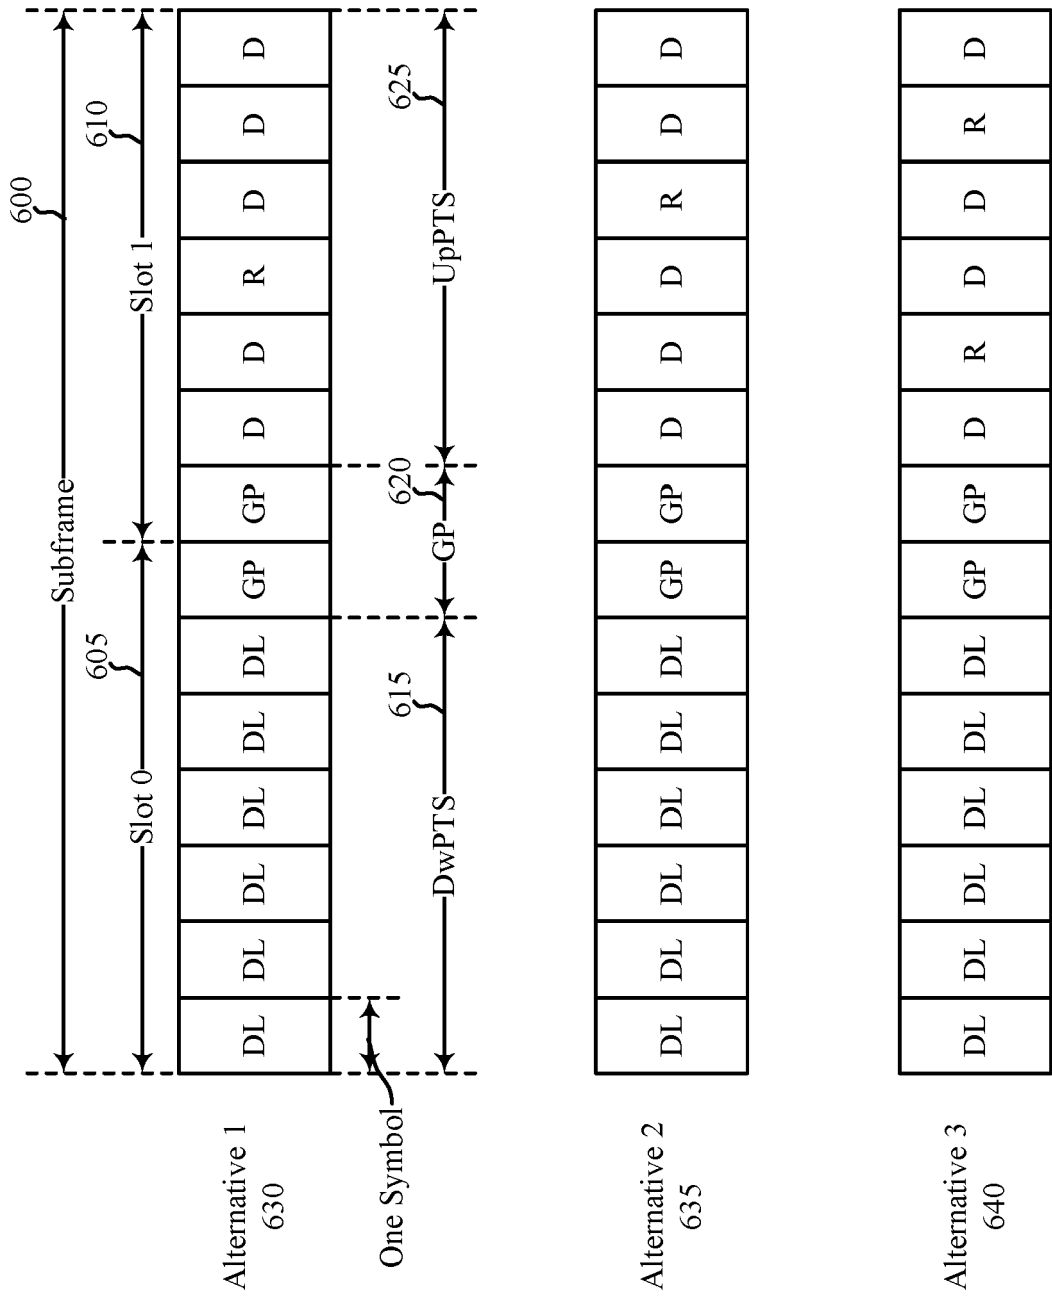 600
Subframe
605
610
Slot 0
Slot 1
Alternative 1
630
DL
DL
DL
DL
DL
DL
GP
GP
D
D
R
D
D
D
One Symbol
615
620
625
DwPTS
GP
UpPTS
Alternative 2
635
DL
DL
DL
DL
DL
DL
GP
GP
D
D
D
R
D
D
Alternative 3
640
DL
DL
DL
DL
DL
DL
GP
GP
D
R
D
D
R
D